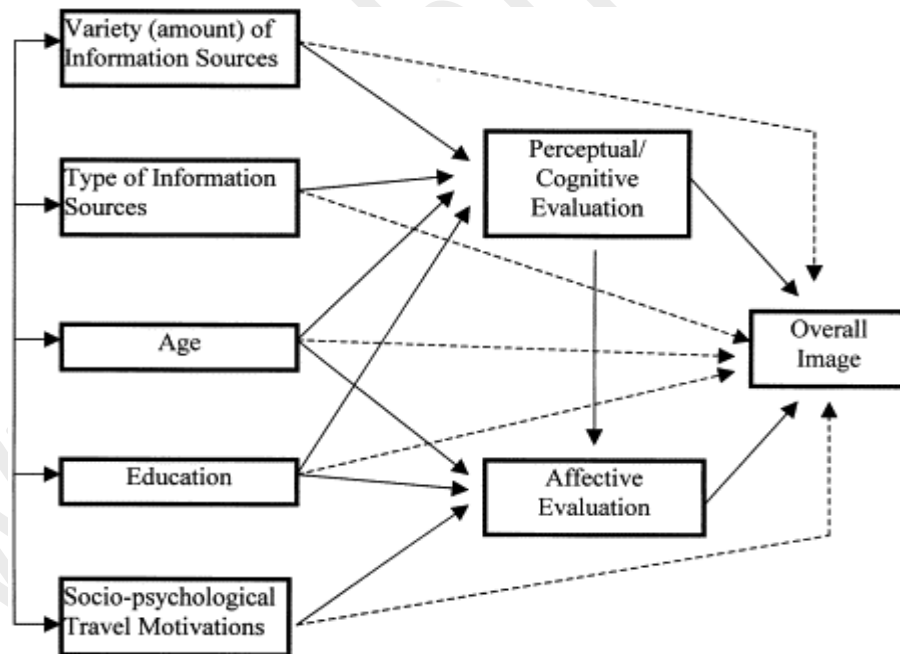 Variety (amount) of
Information Sources
Type of Information
Sources
Age
Education
Socio-psychological
Travel Motivations
Perceptual/
Cognitive
Evaluation
Affective
Evaluation
Overall
Image